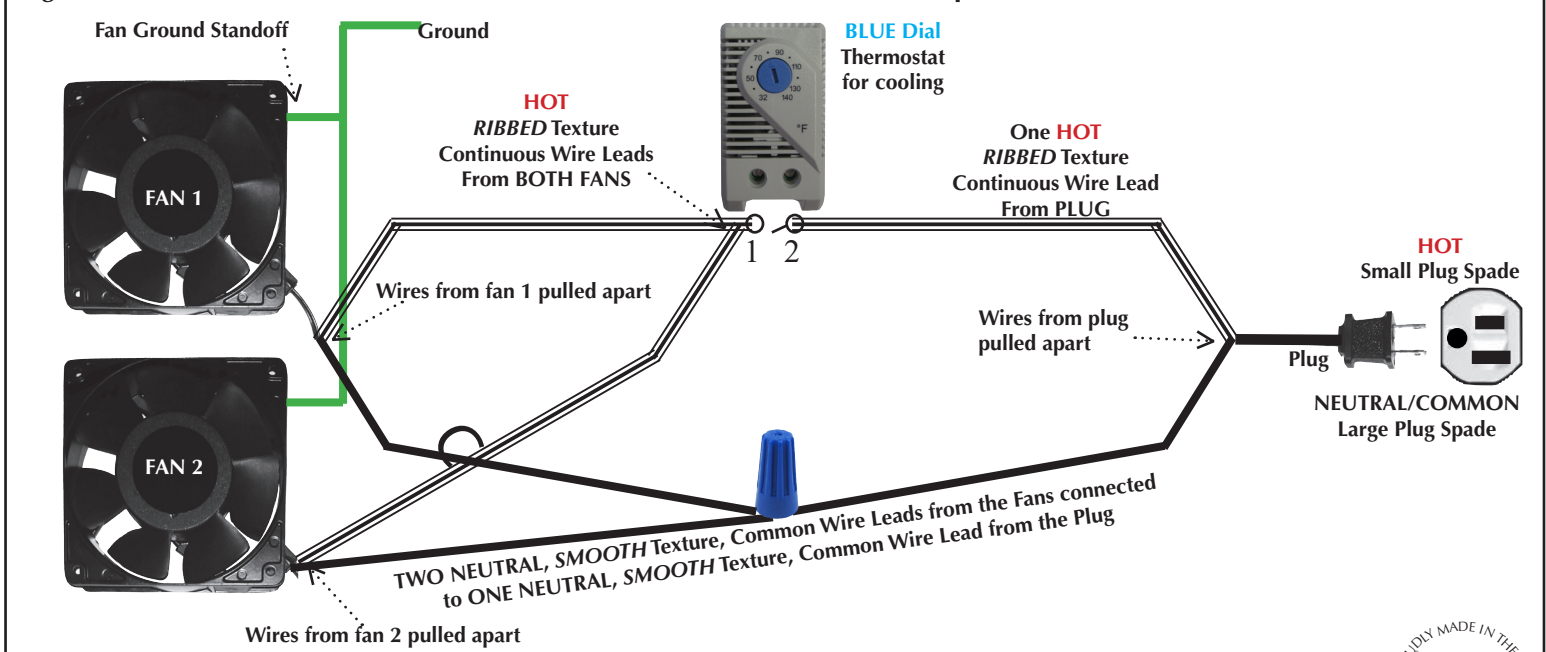 Fan Ground Standoff
Ground
BLUE Dial
Thermostat
for cooling
HOT
RIBBED Texture
Continuous Wire Leads
From BOTH FANS
70
90
50
110
130
32
140
°F
One HOT
RIBBED Texture
Continuous Wire Lead
From PLUG
FAN 1
1
2
HOT
Small Plug Spade
Wires from fan 1 pulled apart
Wires from plug
pulled apart
Plug
NEUTRAL/COMMON
Large Plug Spade
FAN 2
TWO NEUTRAL, SMOOTH Texture, Common Wire Leads from the Fans connected
to ONE NEUTRAL, SMOOTH Texture, Common Wire Lead from the Plug
Wires from fan 2 pulled apart
MADE IN THE